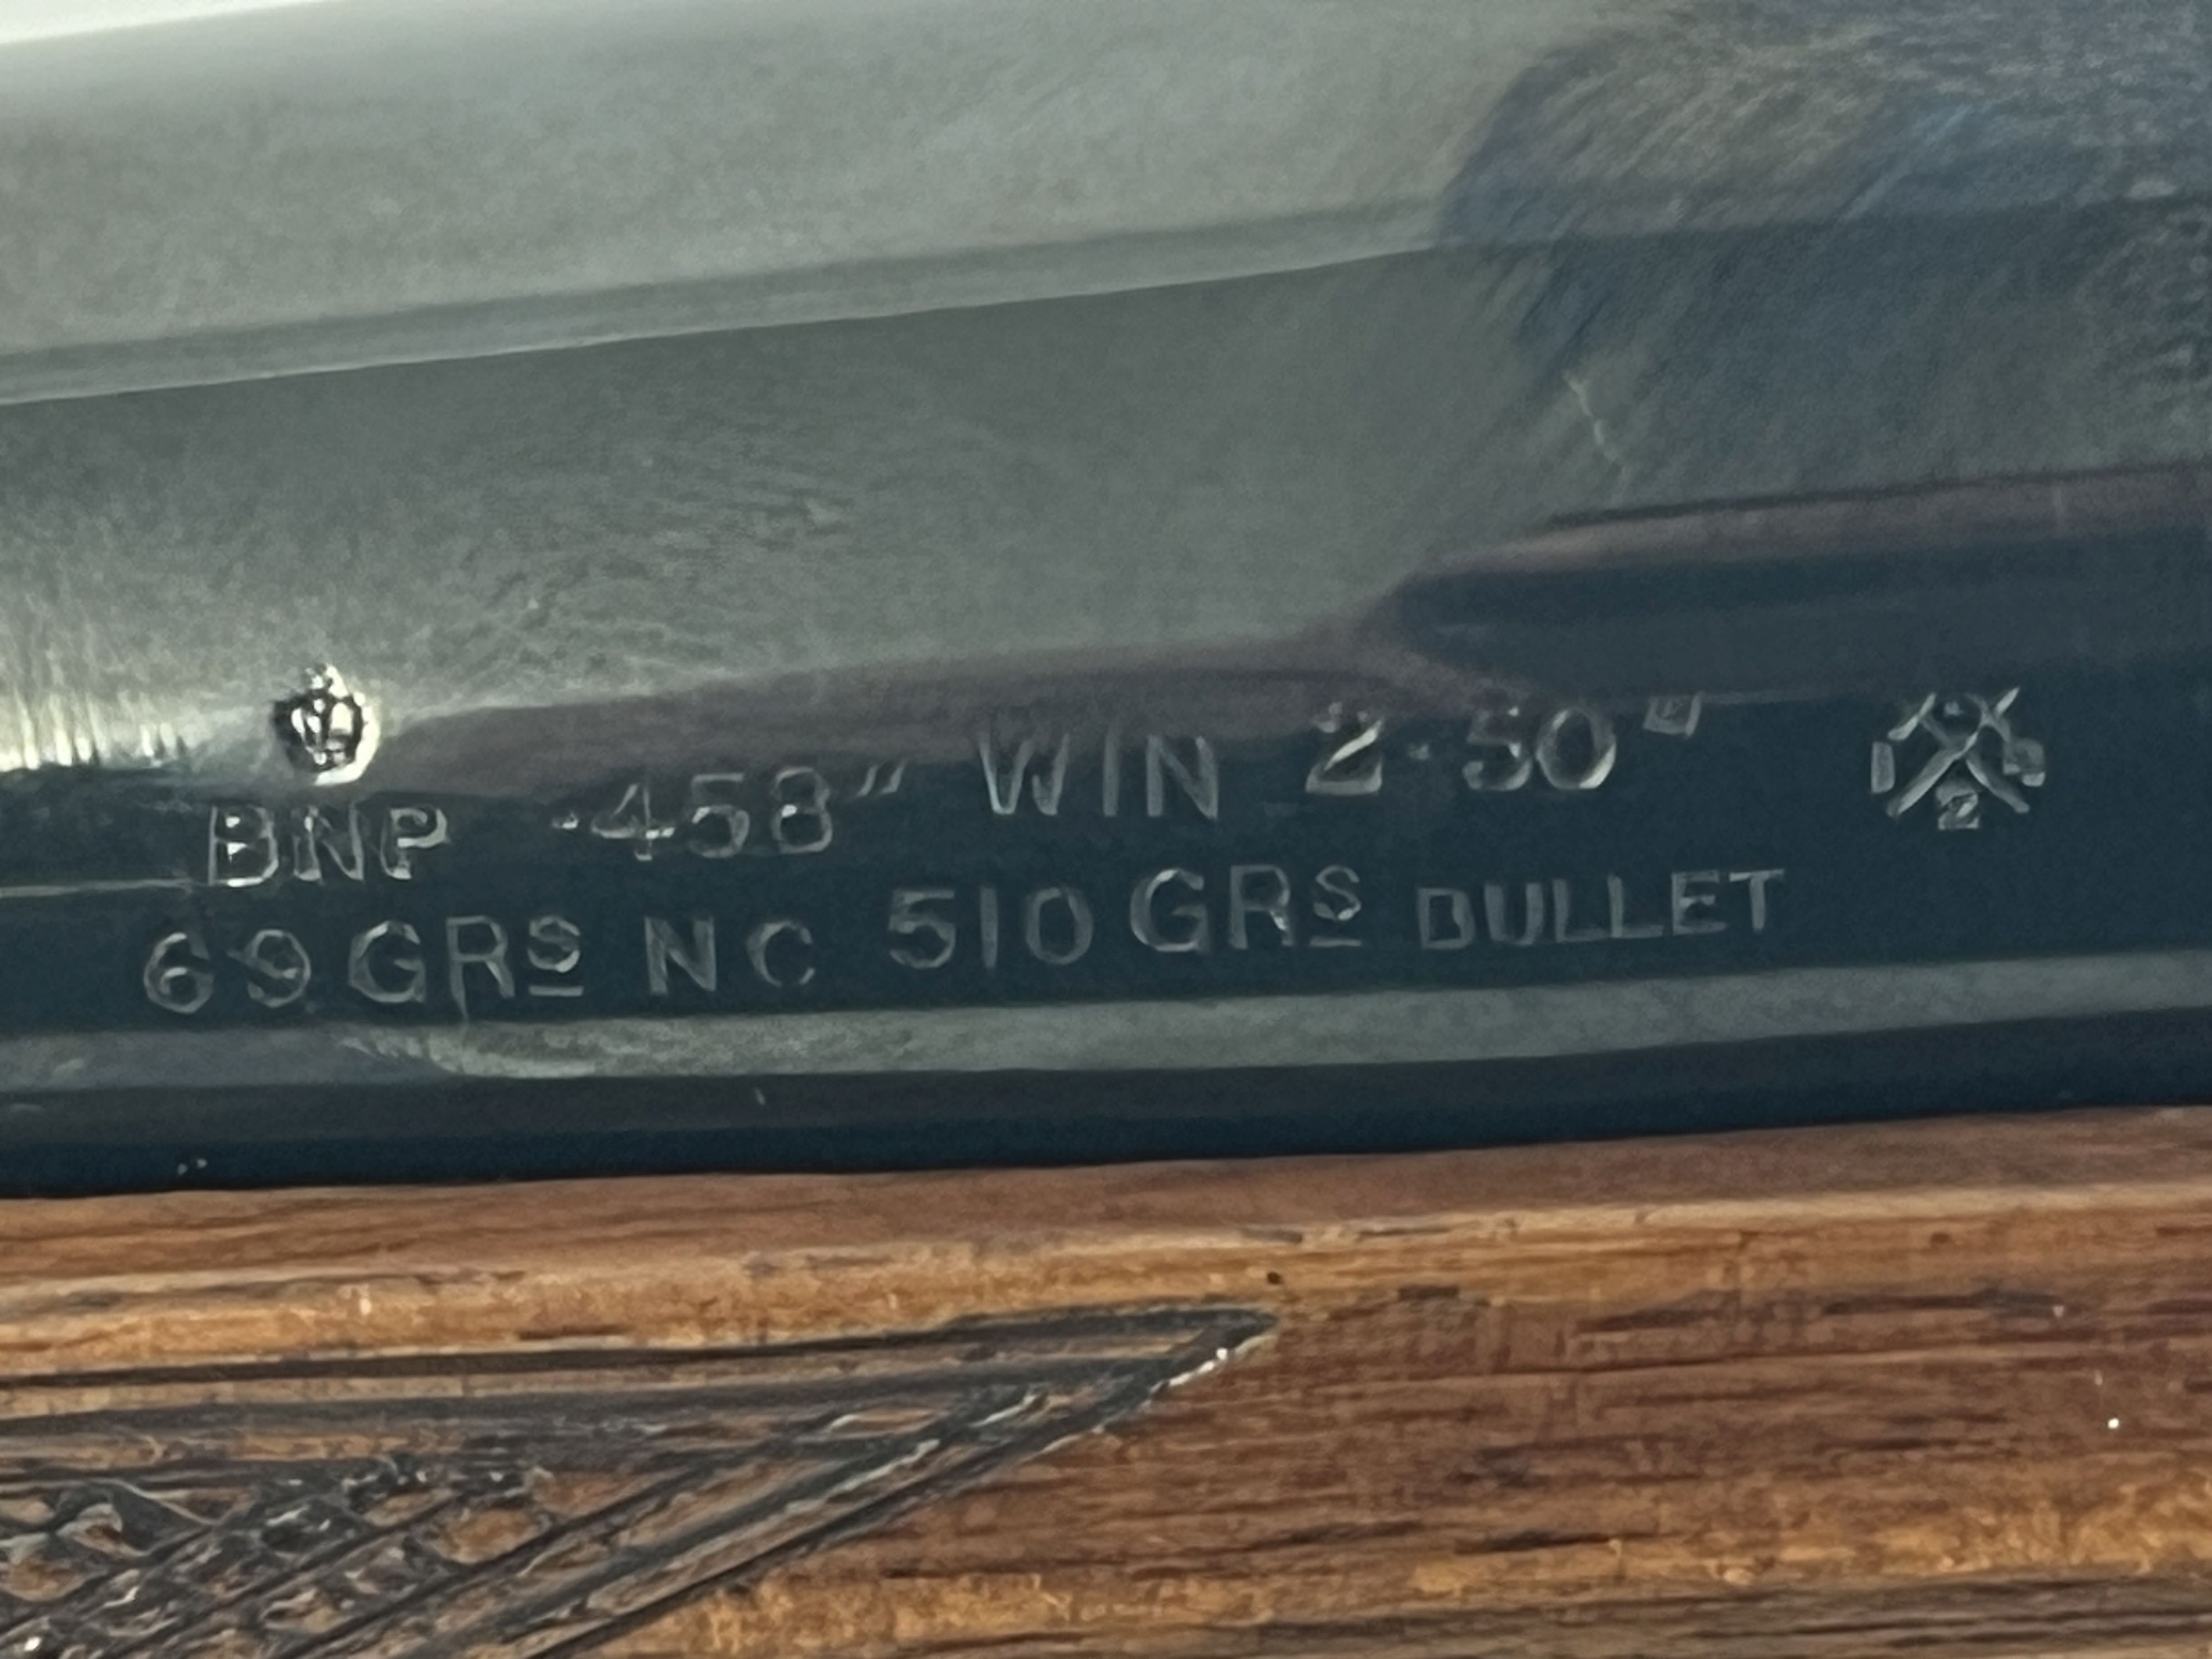 BNP ·458" WIN 2·50"
69 GRS NC 510 GRS BULLET